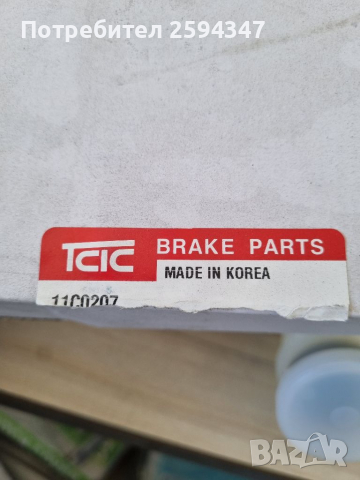 Потребител 2594347
TCIC BRAKE PARTS
MADE IN KOREA
11C0207
BAZAR